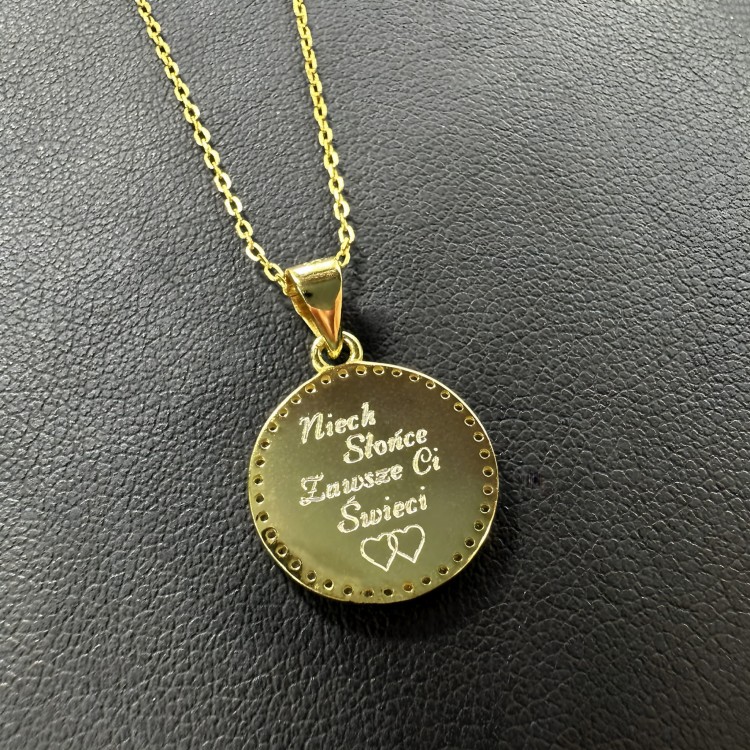 Niech
Słońce
Zawsze Ci
Świeci